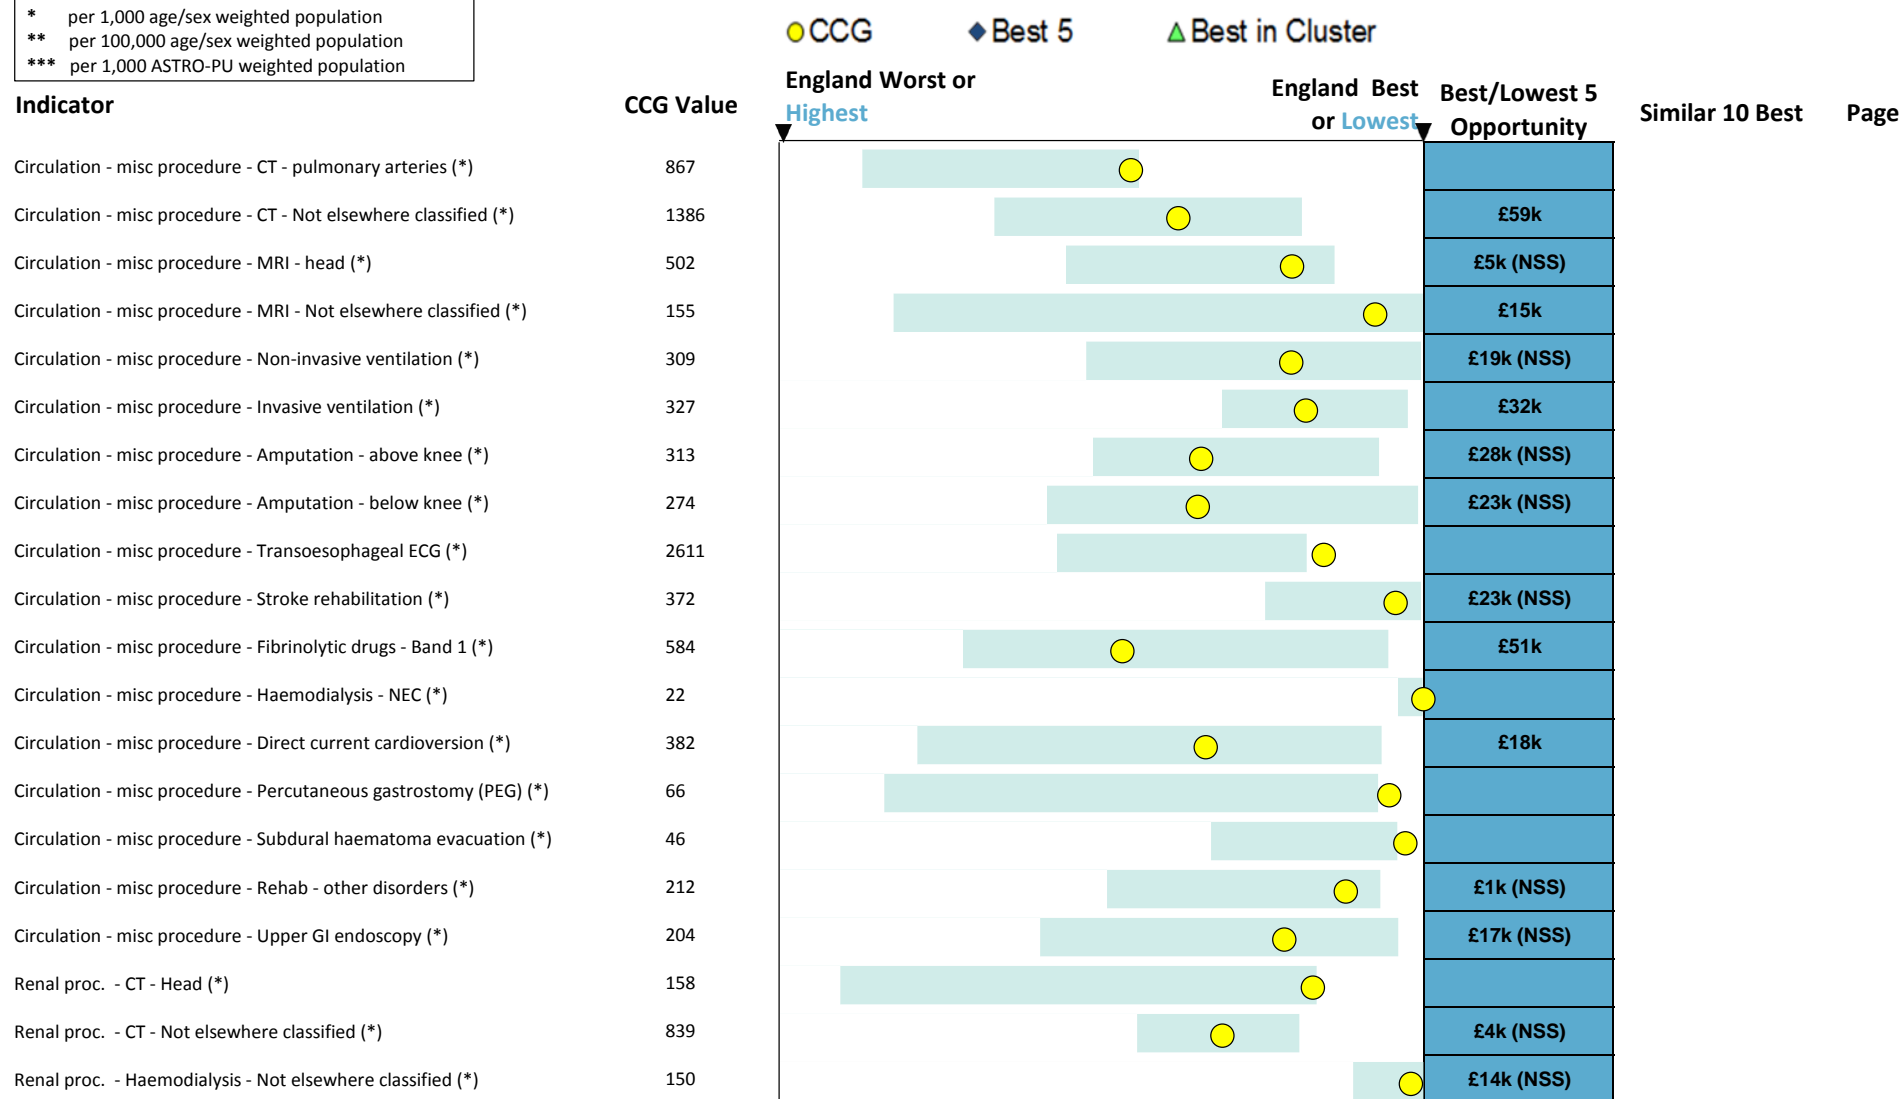 * per 1,000 age/sex weighted population
** per 100,000 age/sex weighted population
*** per 1,000 ASTRO-PU weighted population
CCG Best 5 Best in Cluster
Indicator CCG Value England Worst or Highest England Best or Lowest Best/Lowest 5 Opportunity Similar 10 Best Page
Circulation - misc procedure - CT - pulmonary arteries (*) 867
Circulation - misc procedure - CT - Not elsewhere classified (*) 1386 £59k
Circulation - misc procedure - MRI - head (*) 502 £5k (NSS)
Circulation - misc procedure - MRI - Not elsewhere classified (*) 155 £15k
Circulation - misc procedure - Non-invasive ventilation (*) 309 £19k (NSS)
Circulation - misc procedure - Invasive ventilation (*) 327 £32k
Circulation - misc procedure - Amputation - above knee (*) 313 £28k (NSS)
Circulation - misc procedure - Amputation - below knee (*) 274 £23k (NSS)
Circulation - misc procedure - Transoesophageal ECG (*) 2611
Circulation - misc procedure - Stroke rehabilitation (*) 372 £23k (NSS)
Circulation - misc procedure - Fibrinolytic drugs - Band 1 (*) 584 £51k
Circulation - misc procedure - Haemodialysis - NEC (*) 22
Circulation - misc procedure - Direct current cardioversion (*) 382 £18k
Circulation - misc procedure - Percutaneous gastrostomy (PEG) (*) 66
Circulation - misc procedure - Subdural haematoma evacuation (*) 46
Circulation - misc procedure - Rehab - other disorders (*) 212 £1k (NSS)
Circulation - misc procedure - Upper GI endoscopy (*) 204 £17k (NSS)
Renal proc. - CT - Head (*) 158
Renal proc. - CT - Not elsewhere classified (*) 839 £4k (NSS)
Renal proc. - Haemodialysis - Not elsewhere classified (*) 150 £14k (NSS)